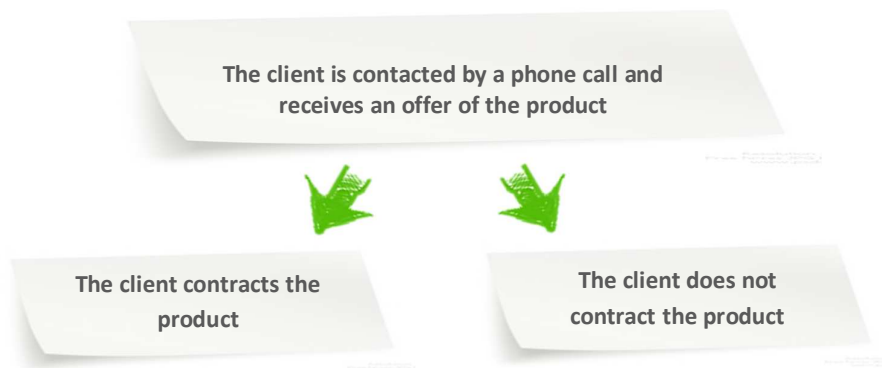 The client is contacted by a phone call and
receives an offer of the product
The client contracts the
product
The client does not
contract the product